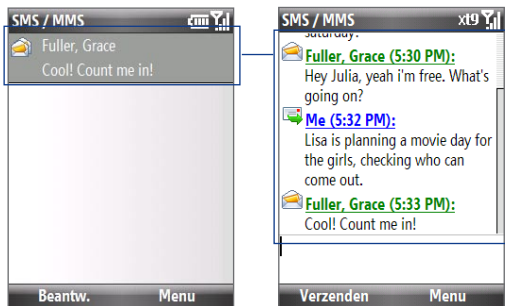 SMS / MMS
Fuller, Grace
Cool! Count me in!
Beantw. Menu
SMS / MMS xt9
saturday?
Fuller, Grace (5:30 PM):
Hey Julia, yeah i'm free. What's
going on?
Me (5:32 PM):
Lisa is planning a movie day for
the girls, checking who can
come out.
Fuller, Grace (5:33 PM):
Cool! Count me in!
Verzenden Menu